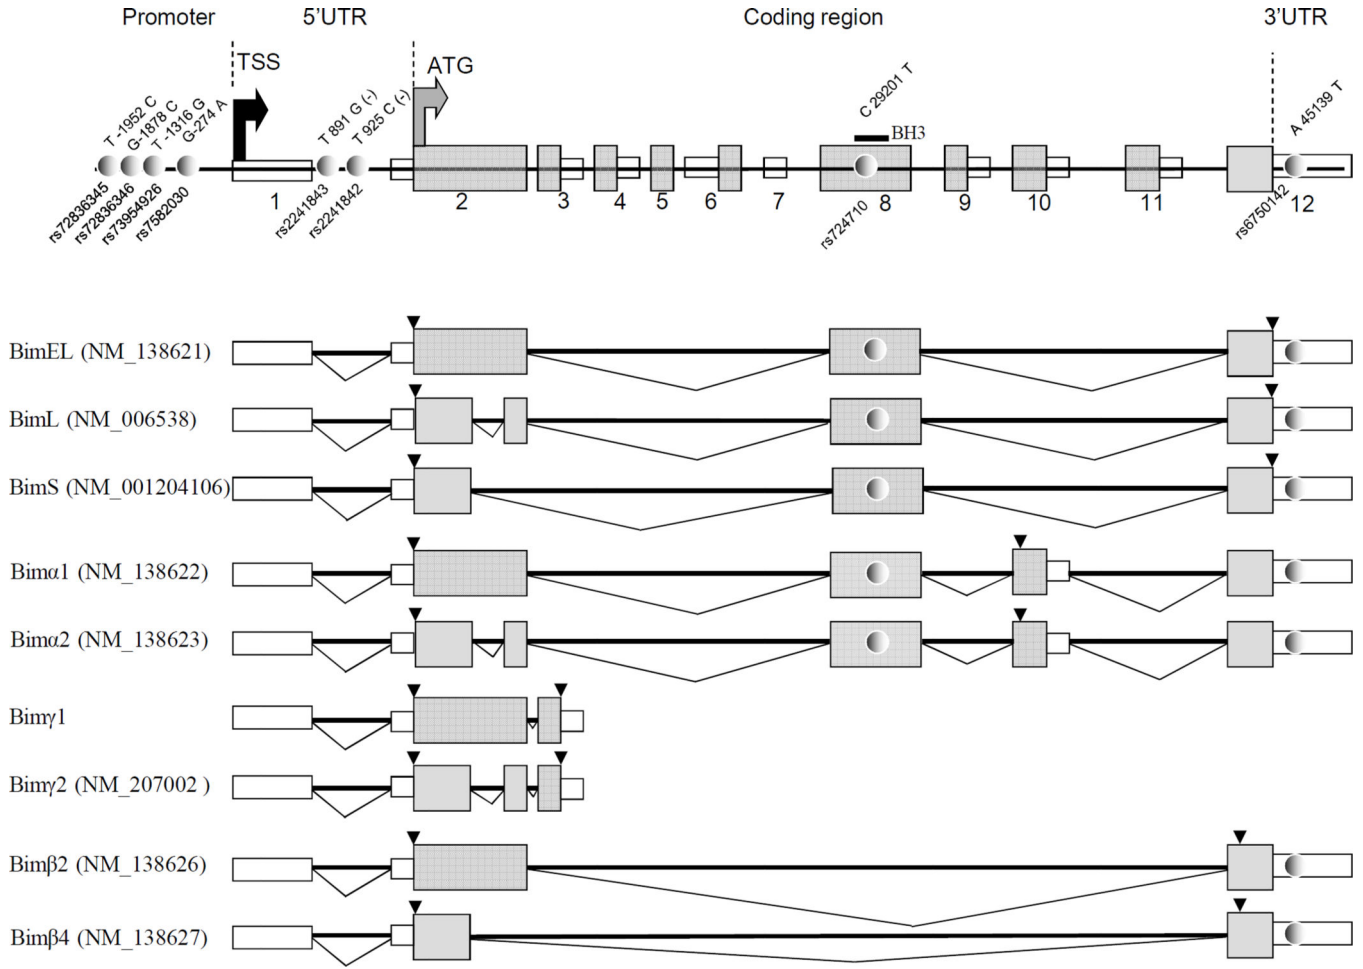 Promoter 5'UTR Coding region 3'UTR
TSS
ATG
T -1952 C
G-1878 C
T -1316 G
G-274 A
T 891 G (-)
T 925 C (-)
C 29201 T
A 45139 T
BH3
1 2 3 4 5 6 7 8 9 10 11 12
rs72836345
rs72836346
rs73954926
rs7582030
rs2241843
rs2241842
rs724710
rs6750142
BimEL (NM_138621)
BimL (NM_006538)
BimS (NM_001204106)
Bimα1 (NM_138622)
Bimα2 (NM_138623)
Bimγ1
Bimγ2 (NM_207002 )
Bimβ2 (NM_138626)
Bimβ4 (NM_138627)